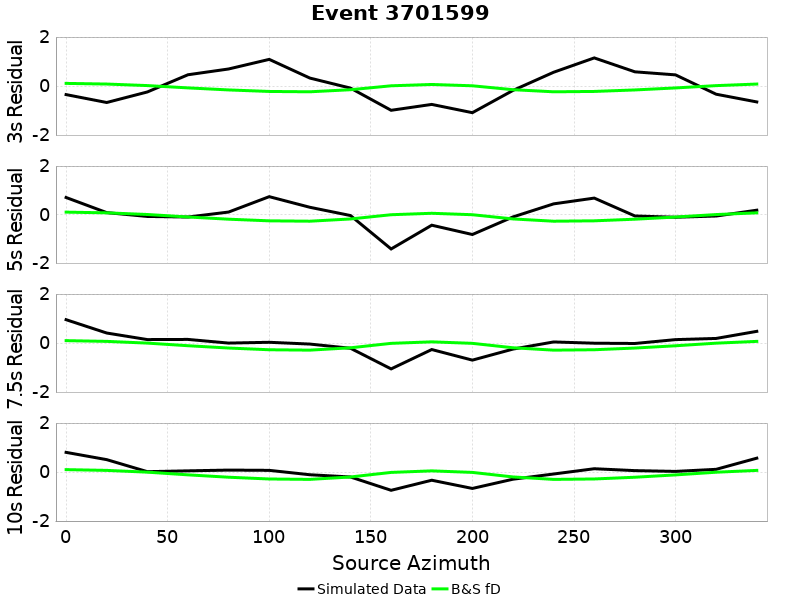 Event 3701599
3s Residual
2
0
-2
5s Residual
2
0
-2
7.5s Residual
2
0
-2
10s Residual
2
0
-2
0 50 100 150 200 250 300
Source Azimuth
Simulated Data B&S fD